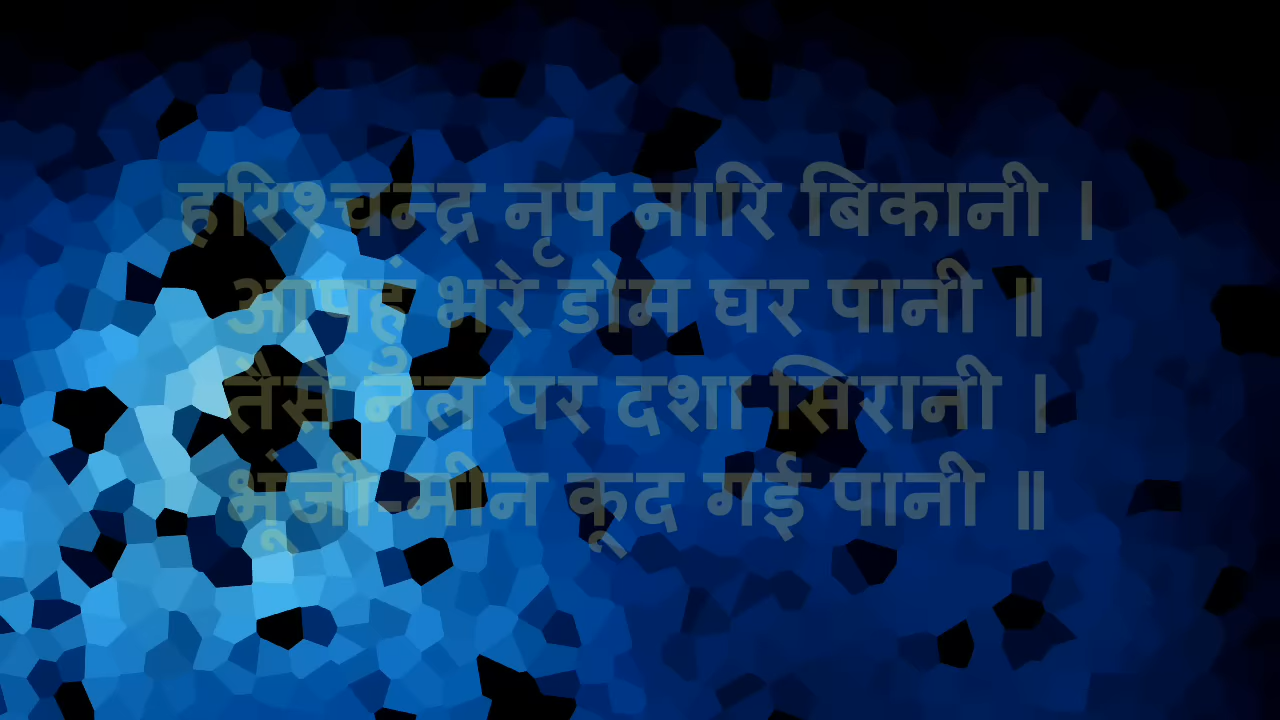 हरिश्चन्द्र नृप नारि बिकानी ।
आपहुं भरे डोम घर पानी ॥
तैसे नल पर दशा सिरानी ।
भूंजी-मीन कूद गई पानी ॥